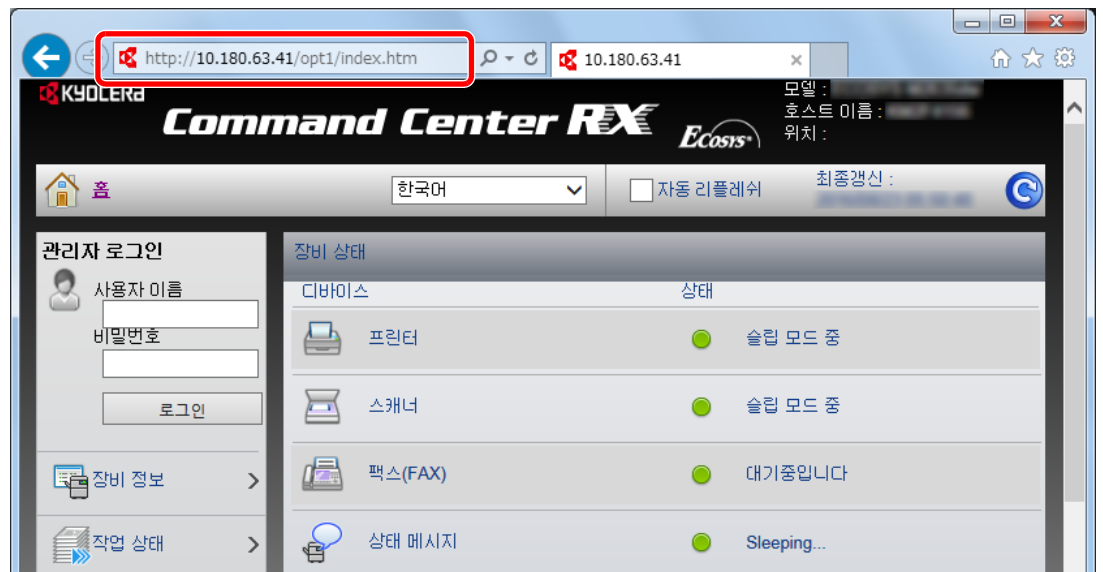 http://10.180.63.41/opt1/index.htm
10.180.63.41
KYOCERA
Command Center RX
ECOSYS
모델 :
호스트 이름 :
위치 :
홈
한국어
자동 리플레쉬
최종갱신 :
관리자 로그인
사용자 이름
비밀번호
로그인
장비 정보
작업 상태
장비 상태
디바이스 상태
프린터 슬립 모드 중
스캐너 슬립 모드 중
팩스(FAX) 대기중입니다
상태 메시지 Sleeping...